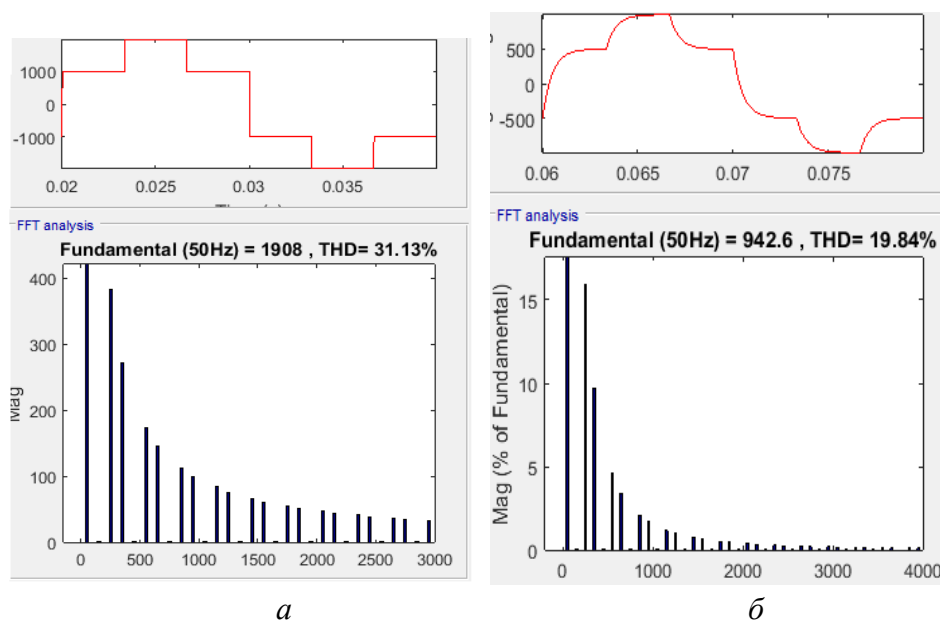 1000
0
-1000
0.02 0.025 0.03 0.035
FFT analysis
Fundamental (50Hz) = 1908 , THD= 31.13%
400
300
200
100
0
Mag
0 500 1000 1500 2000 2500 3000
а
500
0
-500
0.06 0.065 0.07 0.075
FFT analysis
Fundamental (50Hz) = 942.6 , THD= 19.84%
15
10
5
0
Mag (% of Fundamental)
0 1000 2000 3000 4000
б